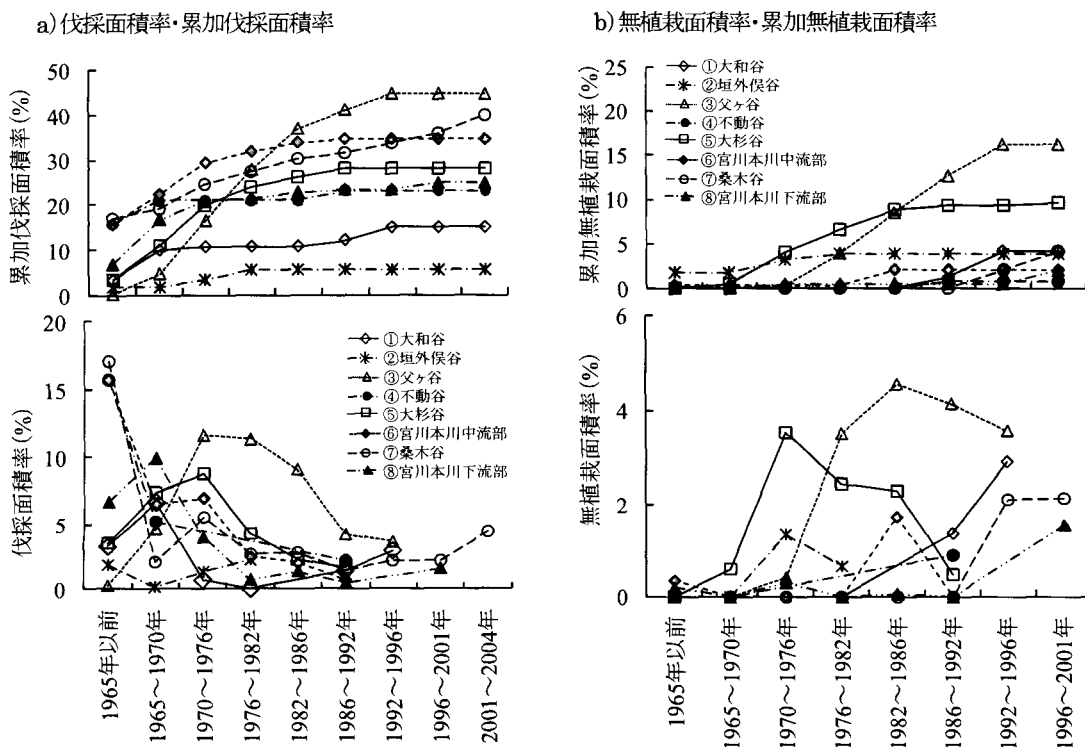 a)伐採面積率・累加伐採面積率
累加伐採面積率(%)
50
40
30
20
10
0
伐採面積率(%)
20
15
10
5
0
①大和谷
②垣外俣谷
③父ヶ谷
④不動谷
⑤大杉谷
⑥宮川本川中流部
⑦桑木谷
⑧宮川本川下流部
1965年以前
1965～1970年
1970～1976年
1976～1982年
1982～1986年
1986～1992年
1992～1996年
1996～2001年
2001～2004年
b)無植栽面積率・累加無植栽面積率
累加無植栽面積率(%)
25
20
15
10
5
0
①大和谷
②垣外俣谷
③父ヶ谷
④不動谷
⑤大杉谷
⑥宮川本川中流部
⑦桑木谷
⑧宮川本川下流部
無植栽面積率(%)
6
4
2
0
1965年以前
1965～1970年
1970～1976年
1976～1982年
1982～1986年
1986～1992年
1992～1996年
1996～2001年